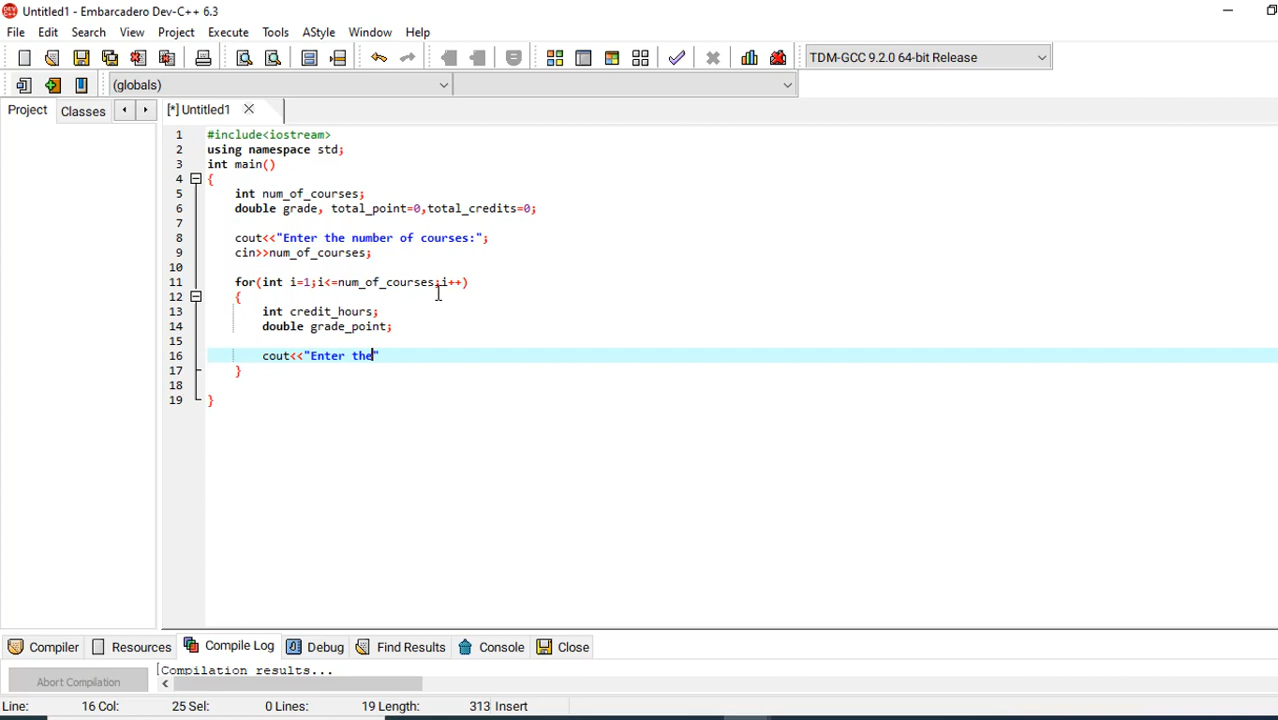 Untitled1 - Embarcadero Dev-C++ 6.3
File Edit Search View Project Execute Tools AStyle Window Help
TDM-GCC 9.2.0 64-bit Release
(globals)
Project Classes [*] Untitled1
1 #include<iostream>
2 using namespace std;
3 int main()
4 {
5 int num_of_courses;
6 double grade, total_point=0,total_credits=0;
7
8 cout<<"Enter the number of courses:";
9 cin>>num_of_courses;
10
11 for(int i=1;i<=num_of_courses;i++)
12 {
13 int credit_hours;
14 double grade_point;
15
16 cout<<"Enter the"
17 }
18
19 }
Compiler Resources Compile Log Debug Find Results Console Close
Compilation results...
Abort Compilation
Line: 16 Col: 25 Sel: 0 Lines: 19 Length: 313 Insert